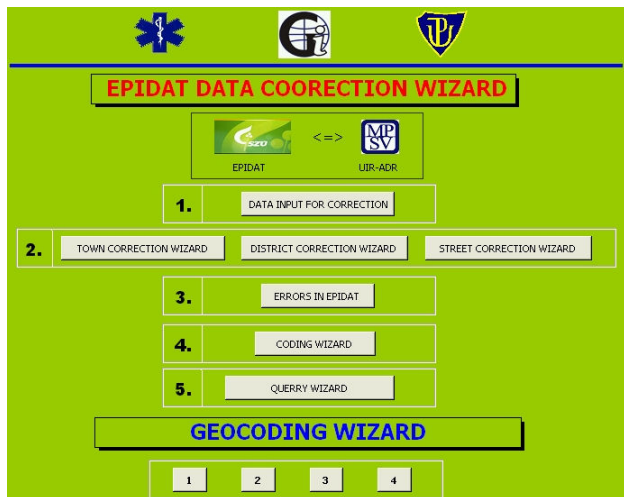 EPIDAT DATA COORECTION WIZARD
SZU <=> MP SV
EPIDAT UIR-ADR
1. DATA INPUT FOR CORRECTION
2. TOWN CORRECTION WIZARD DISTRICT CORRECTION WIZARD STREET CORRECTION WIZARD
3. ERRORS IN EPIDAT
4. CODING WIZARD
5. QUERRY WIZARD
GEOCODING WIZARD
1 2 3 4